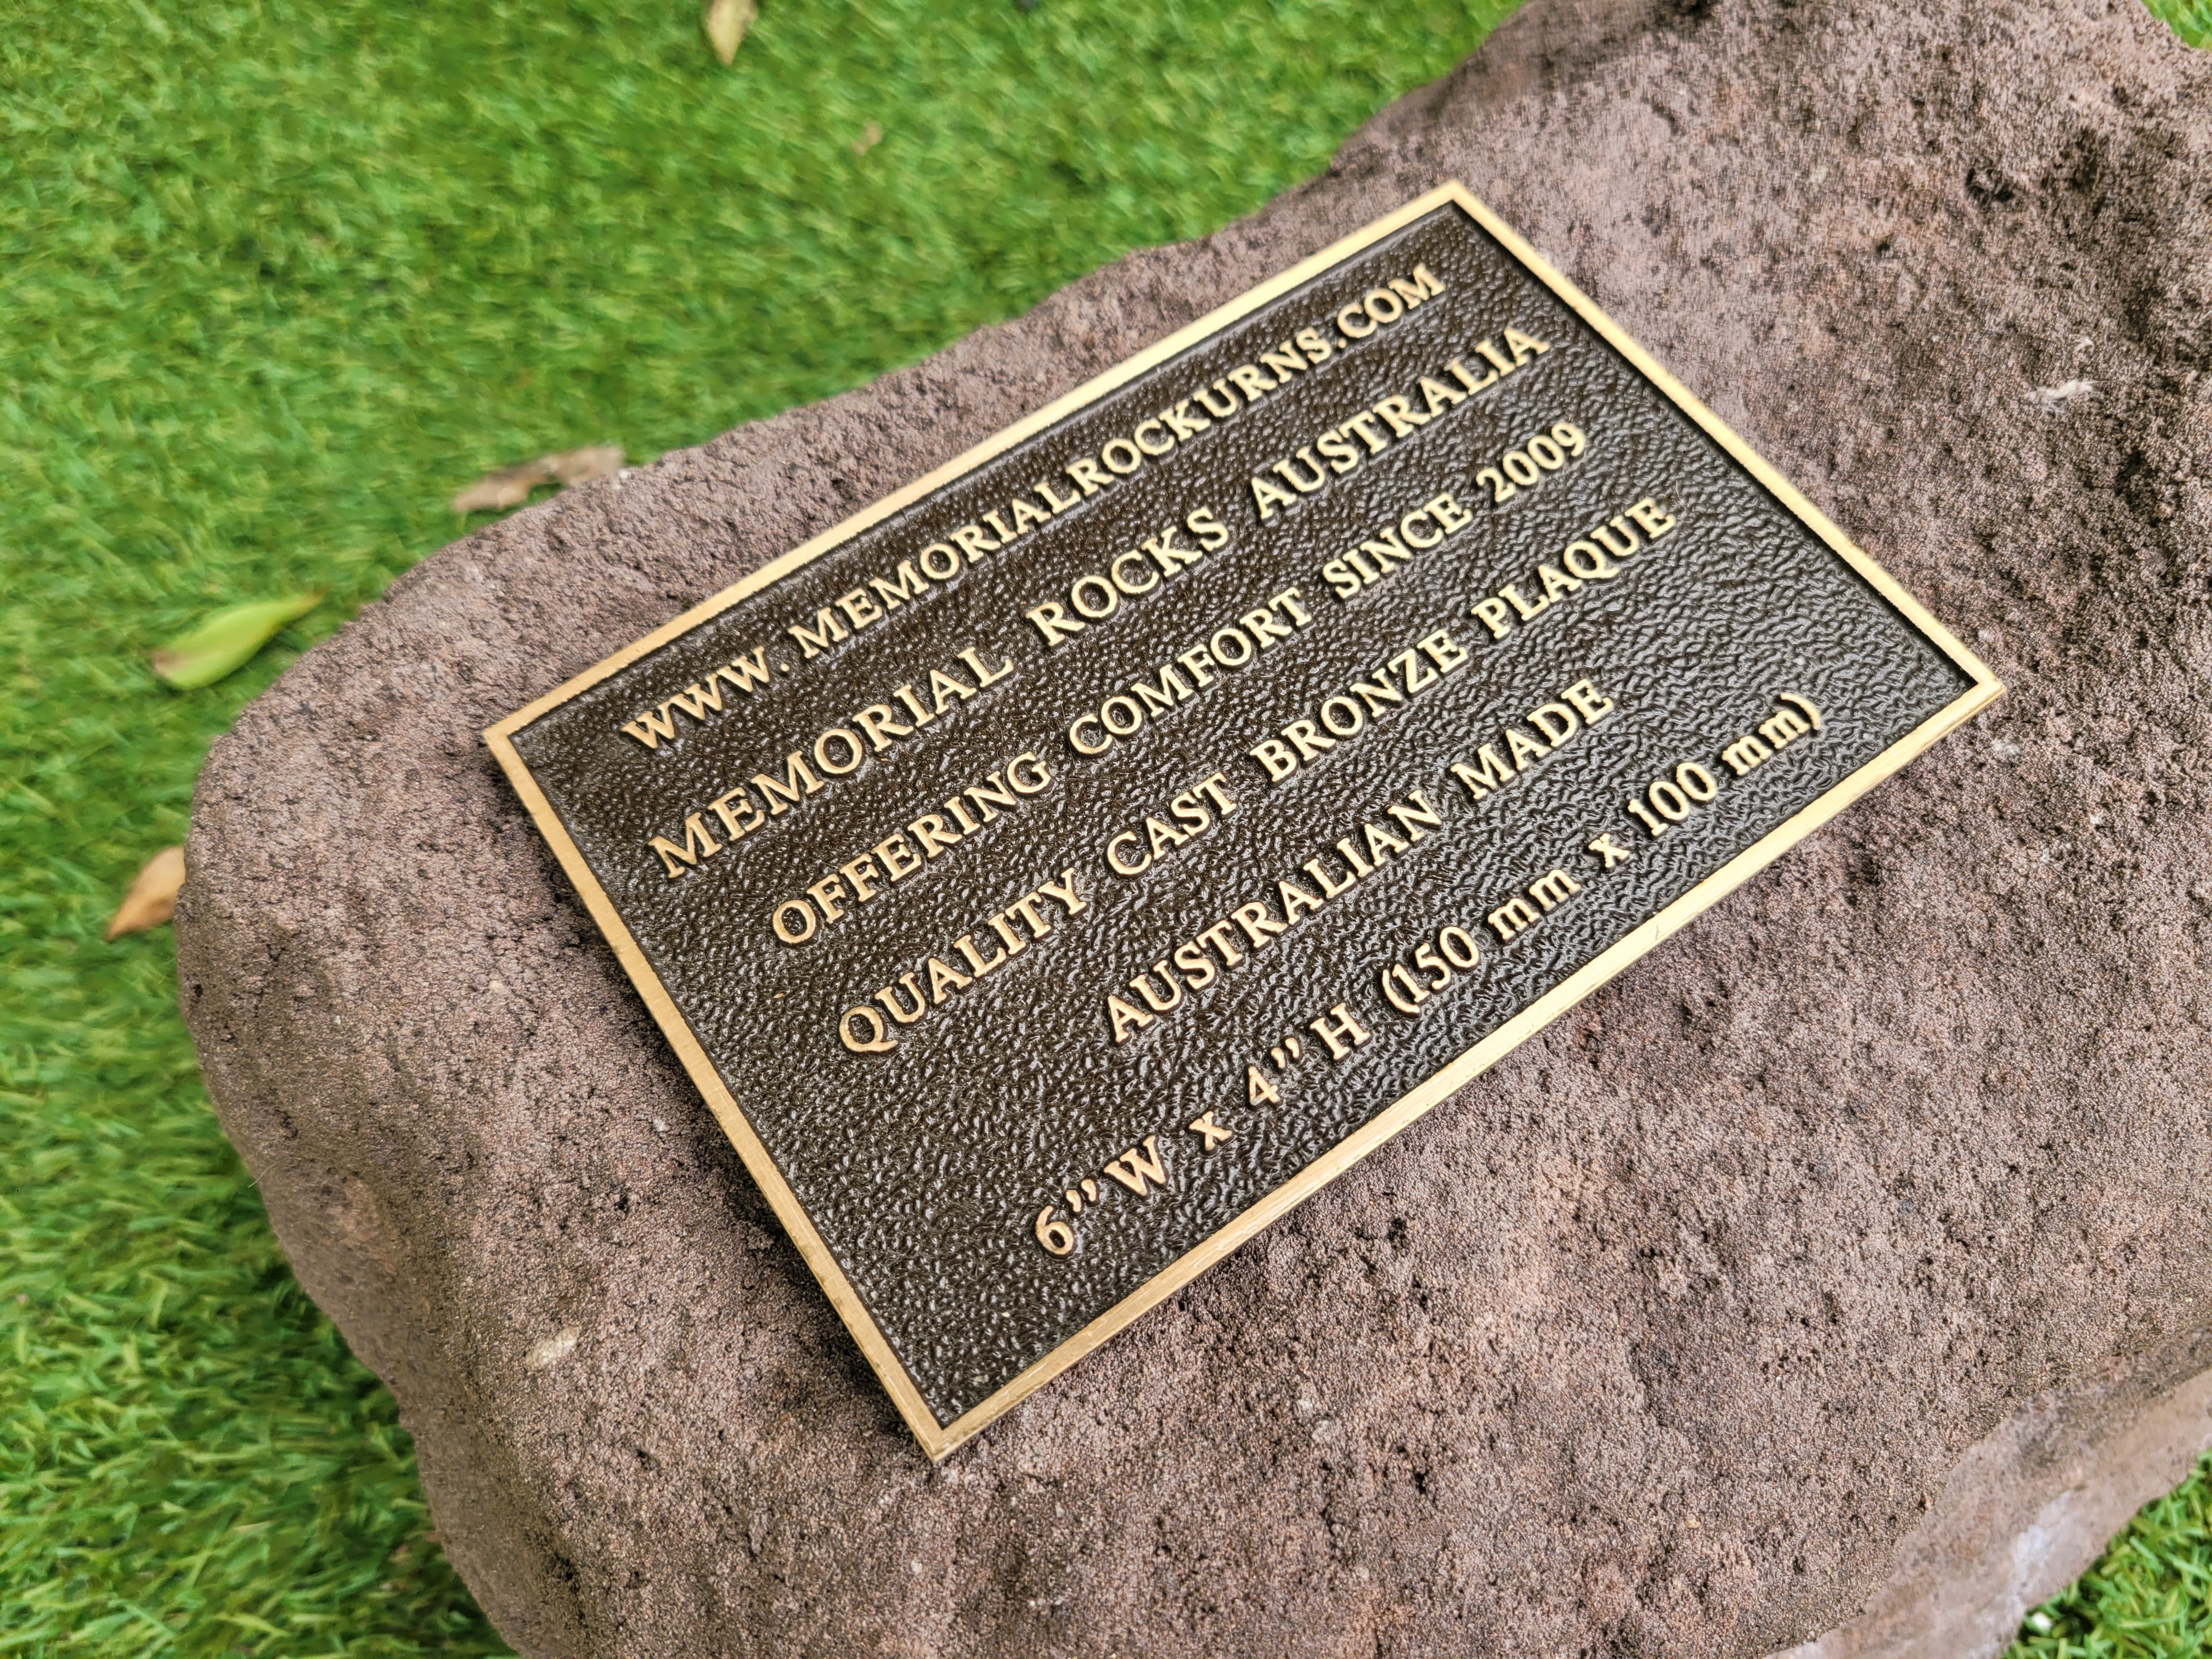 WWW.MEMORIALROCKURNS.COM
MEMORIAL ROCKS AUSTRALIA
OFFERING COMFORT SINCE 2009
QUALITY CAST BRONZE PLAQUE
AUSTRALIAN MADE
6” W x 4” H (150 mm x 100 mm)